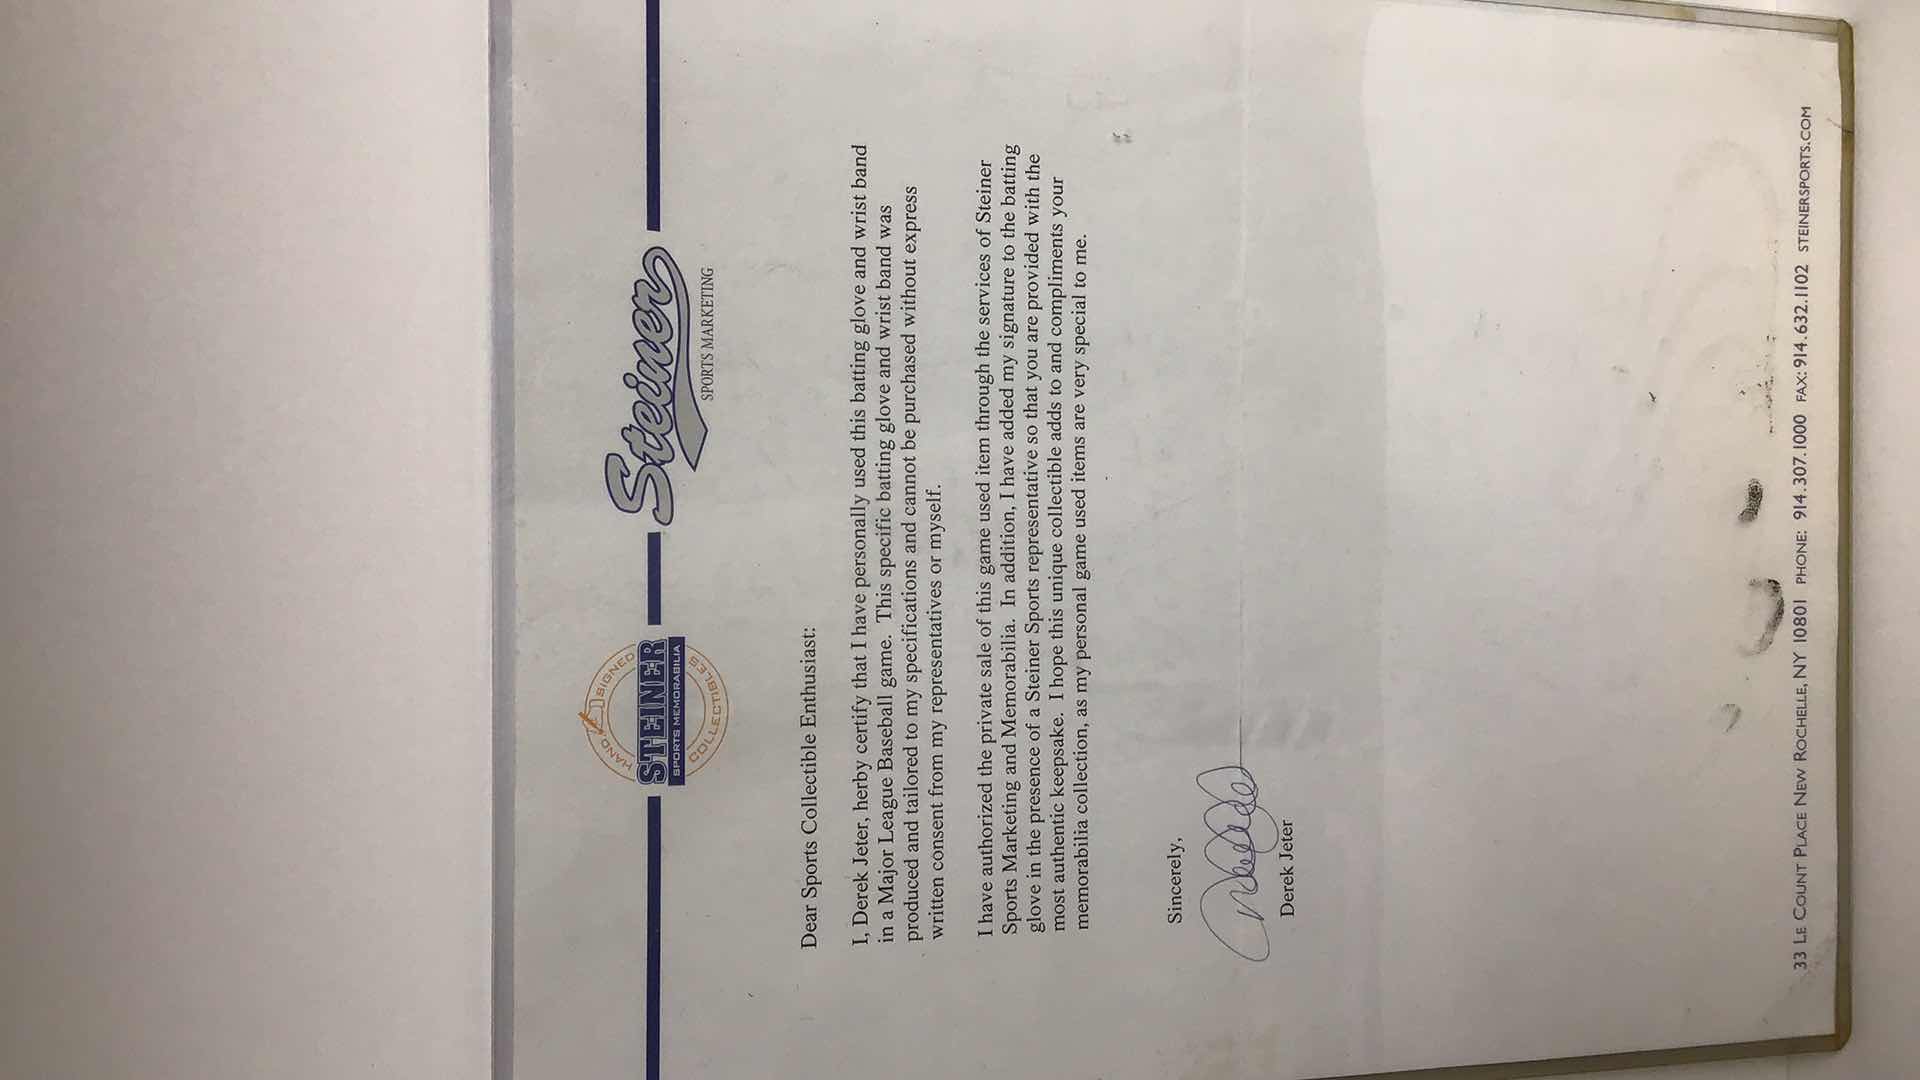 HAND SIGNED
STEINER
SPORTS MEMORABILIA
COLLECTIBLES
Steiner
SPORTS MARKETING
Dear Sports Collectible Enthusiast:
I, Derek Jeter, herby certify that I have personally used this batting glove and wrist band
in a Major League Baseball game.  This specific batting glove and wrist band was
produced and tailored to my specifications and cannot be purchased without express
written consent from my representatives or myself.
I have authorized the private sale of this game used item through the services of Steiner
Sports Marketing and Memorabilia.  In addition, I have added my signature to the batting
glove in the presence of a Steiner Sports representative so that you are provided with the
most authentic keepsake.  I hope this unique collectible adds to and compliments your
memorabilia collection, as my personal game used items are very special to me.
Sincerely,
Derek Jeter
33 LE COUNT PLACE NEW ROCHELLE, NY 10801 PHONE: 914.307.1000 FAX: 914.632.1102 STEINERSPORTS.COM